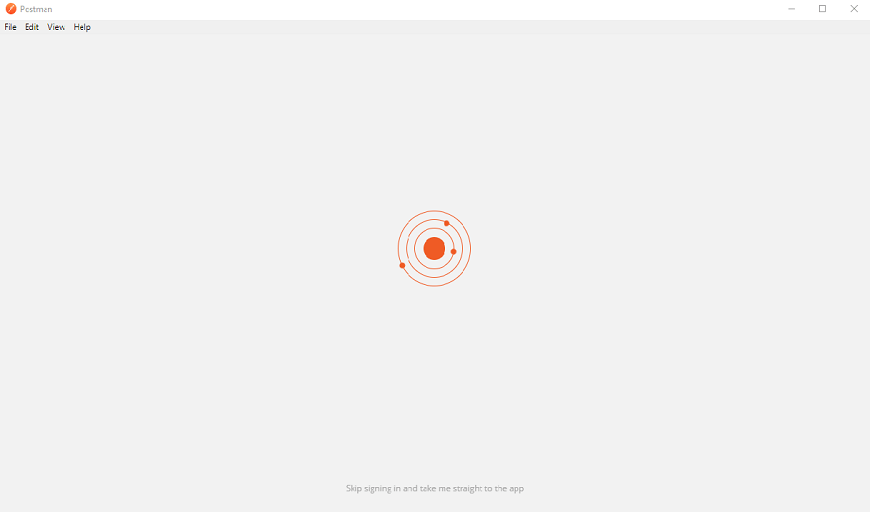 Postman
File Edit View Help
Skip signing in and take me straight to the app